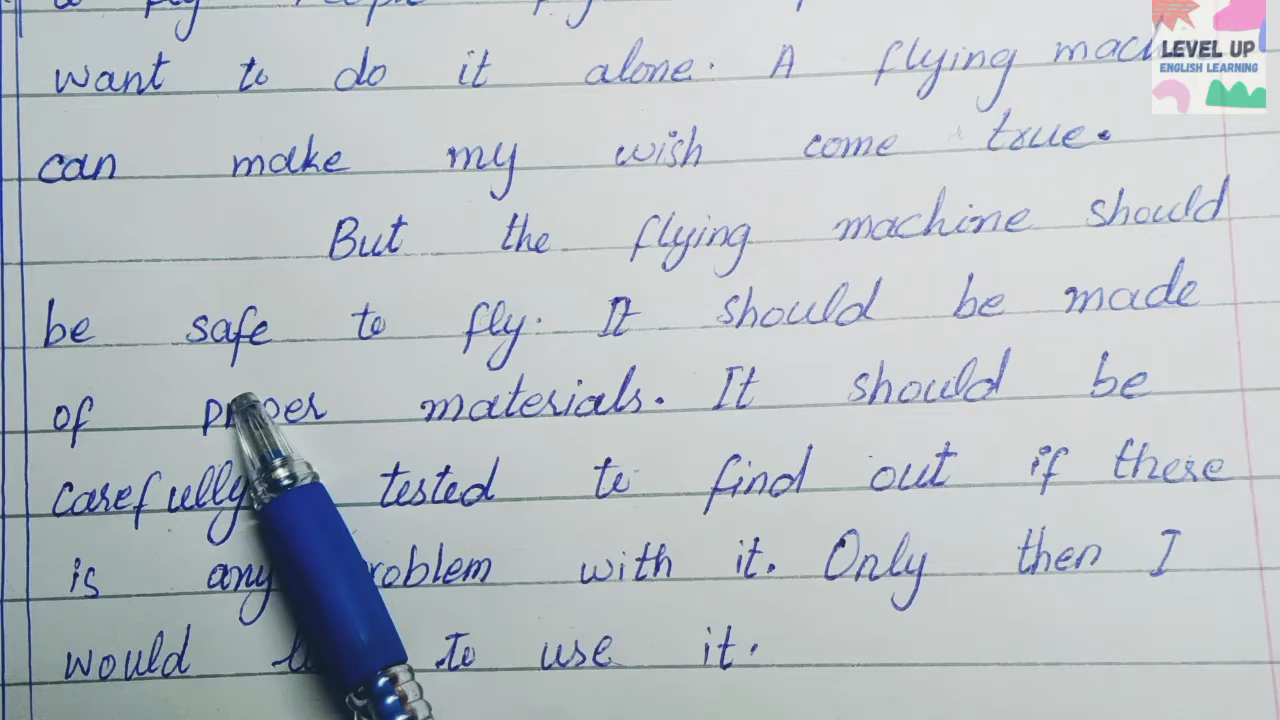 want to do it alone. A flying
can make my wish come true.
But the flying machine should
be safe to fly. It should be made
of proper materials. It should be
carefully tested to find out if there
is any problem with it. Only then I
would to use it.
LEVEL UP
ENGLISH LEARNING